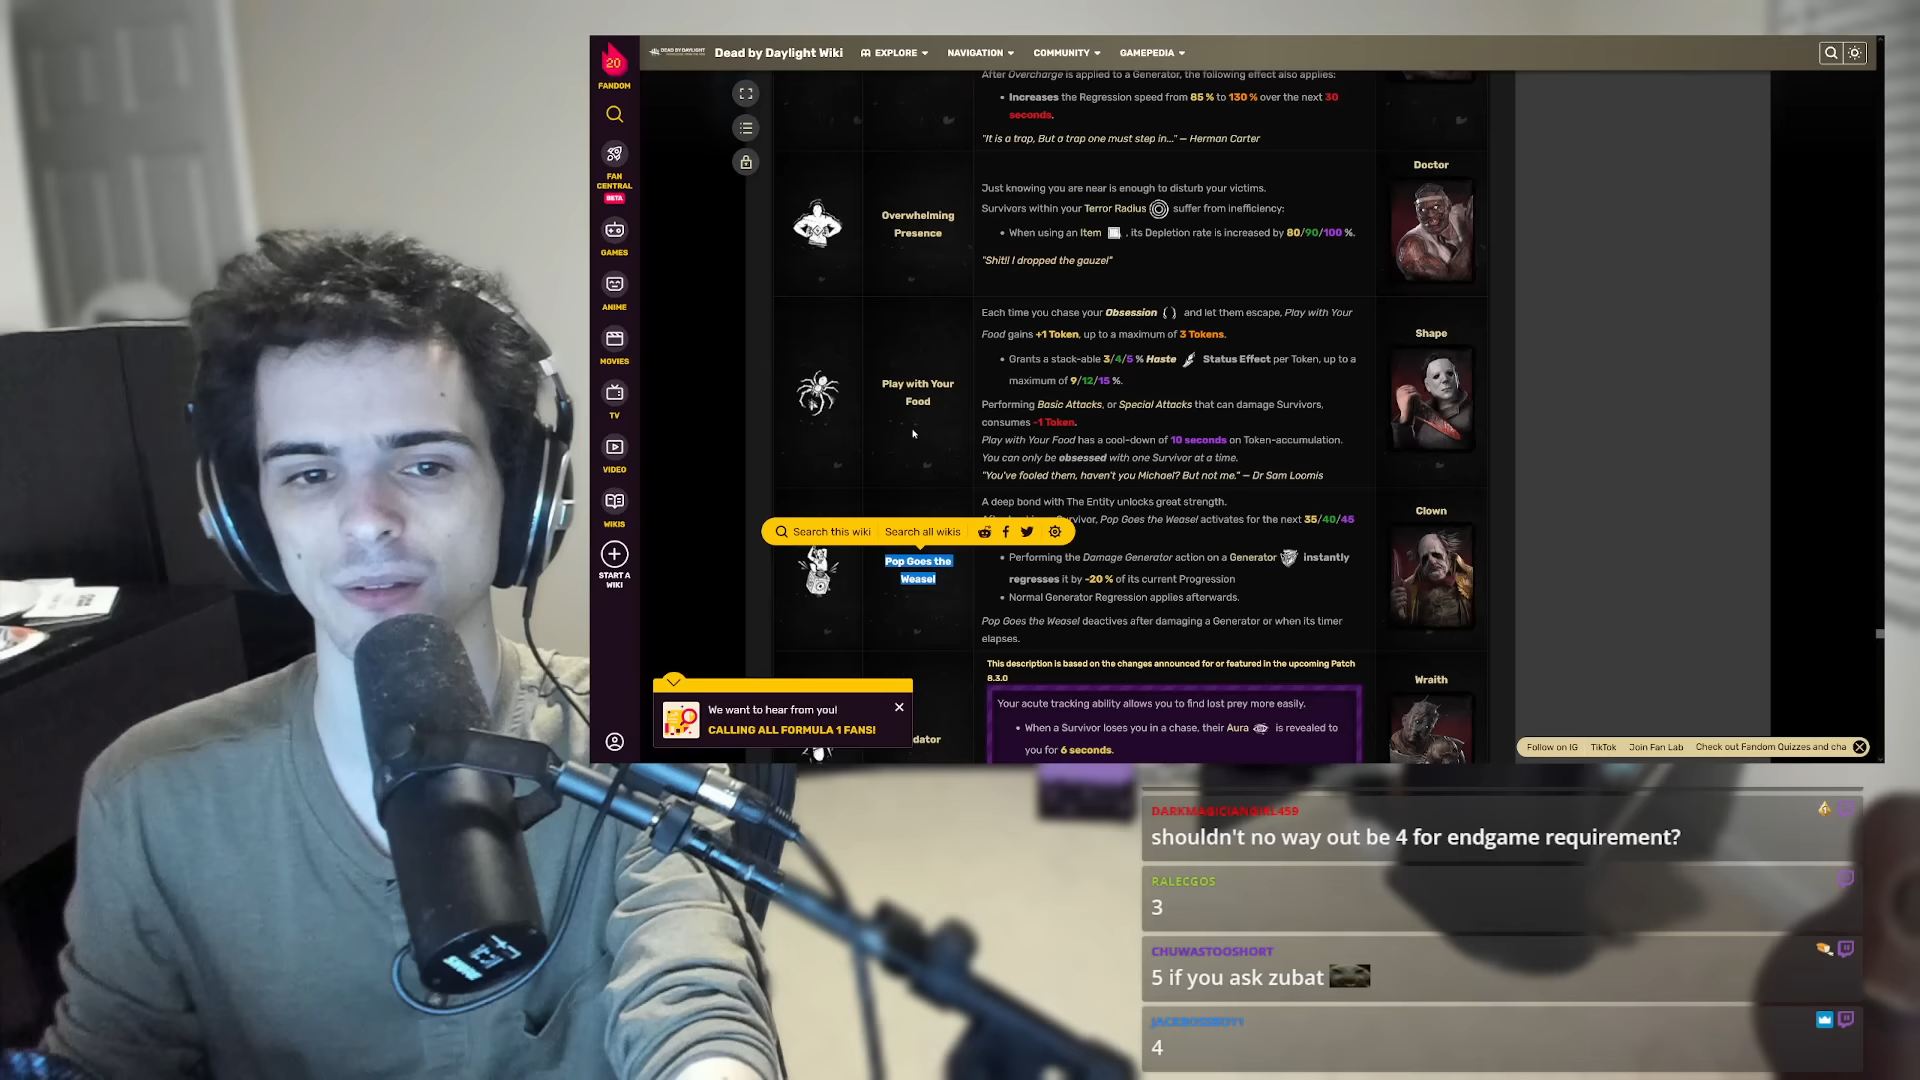 20
FANDOM
FAN
CENTRAL
BETA
GAMES
ANIME
MOVIES
TV
VIDEO
WIKIS
START A
WIKI
DEAD BY DAYLIGHT
Dead by Daylight Wiki
EXPLORE
NAVIGATION
COMMUNITY
GAMEPEDIA
After Overcharge is applied to a Generator, the following effect also applies:
• Increases the Regression speed from 85 % to 130 % over the next 30
seconds.
"It is a trap, But a trap one must step in..." — Herman Carter
Overwhelming
Presence
Just knowing you are near is enough to disturb your victims.
Survivors within your Terror Radius suffer from inefficiency:
• When using an Item , its Depletion rate is increased by 80/90/100 %.
"Shit!! I dropped the gauze!"
Doctor
Play with Your
Food
Each time you chase your Obsession and let them escape, Play with Your
Food gains +1 Token, up to a maximum of 3 Tokens.
• Grants a stack-able 3/4/5 % Haste Status Effect per Token, up to a
maximum of 9/12/15 %.
Performing Basic Attacks, or Special Attacks that can damage Survivors,
consumes -1 Token.
Play with Your Food has a cool-down of 10 seconds on Token-accumulation.
You can only be obsessed with one Survivor at a time.
"You've fooled them, haven't you Michael? But not me." — Dr Sam Loomis
Shape
Search this wiki
Search all wikis
Pop Goes the
Weasel
A deep bond with The Entity unlocks great strength.
Survivor, Pop Goes the Weasel activates for the next 35/40/45
• Performing the Damage Generator action on a Generator instantly
regresses it by -20 % of its current Progression
• Normal Generator Regression applies afterwards.
Pop Goes the Weasel deactives after damaging a Generator or when its timer
elapses.
Clown
dator
This description is based on the changes announced for or featured in the upcoming Patch
8.3.0
Your acute tracking ability allows you to find lost prey more easily.
• When a Survivor loses you in a chase, their Aura is revealed to
you for 6 seconds.
Wraith
We want to hear from you!
CALLING ALL FORMULA 1 FANS!
Follow on IG
TikTok
Join Fan Lab
Check out Fandom Quizzes and cha
DARKMAGICIANGIRL459
shouldn't no way out be 4 for endgame requirement?
RALECGOS
3
CHUWASTOOSHORT
5 if you ask zubat
4